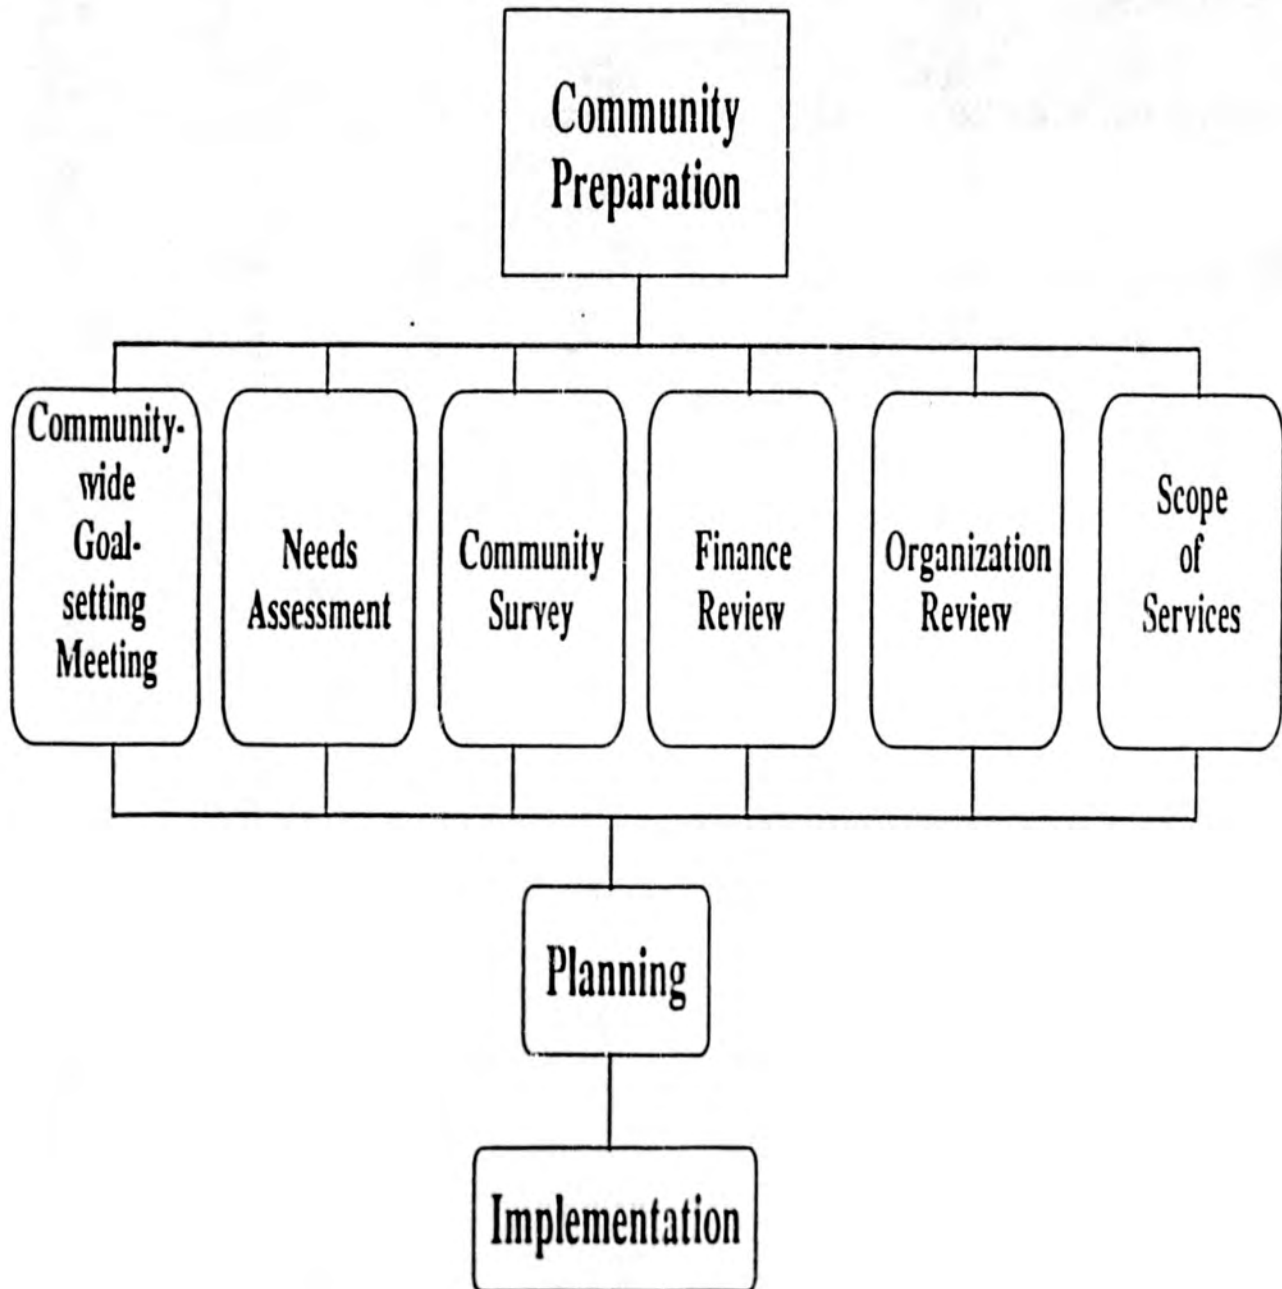 Community
Preparation
Community-
wide
Goal-
setting
Meeting
Needs
Assessment
Community
Survey
Finance
Review
Organization
Review
Scope
of
Services
Planning
Implementation